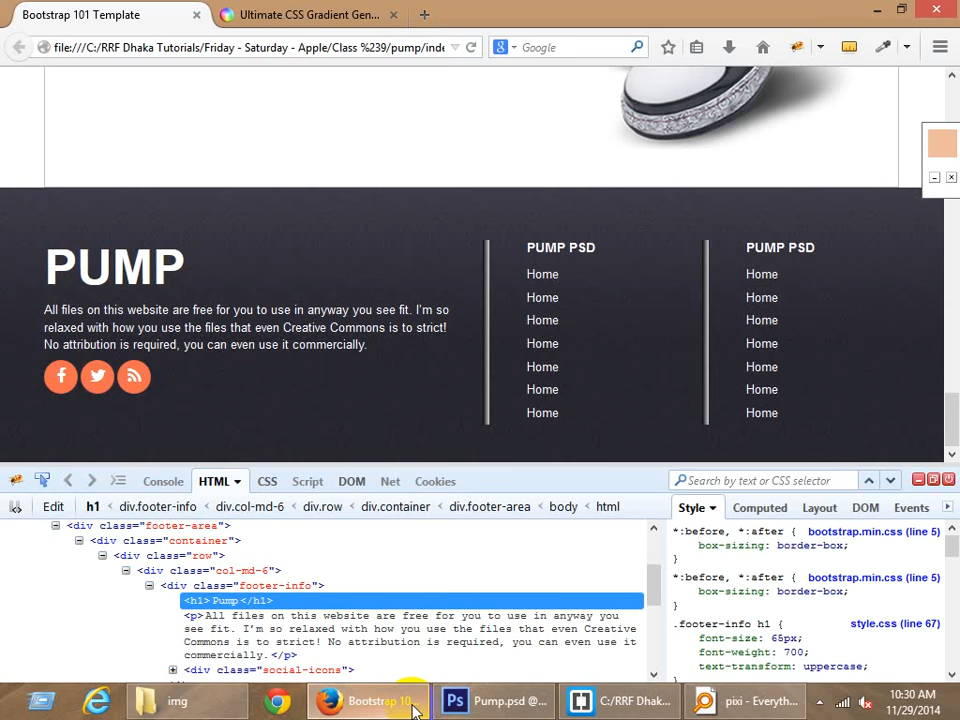 Bootstrap 101 Template
Ultimate CSS Gradient Gen...
file:///C:/RRF Dhaka Tutorials/Friday - Saturday - Apple/Class %239/pump/inde
Google
PUMP
All files on this website are free for you to use in anyway you see fit. I'm so
relaxed with how you use the files that even Creative Commons is to strict!
No attribution is required, you can even use it commercially.
PUMP PSD
Home
Home
Home
Home
Home
Home
Home
PUMP PSD
Home
Home
Home
Home
Home
Home
Home
Console
HTML
CSS
Script
DOM
Net
Cookies
Search by text or CSS selector
Edit
h1 < div.footer-info < div.col-md-6 < div.row < div.container < div.footer-area < body < html
Style
Computed
Layout
DOM
Events
<div class="footer-area">
<div class="container">
<div class="row">
<div class="col-md-6">
<div class="footer-info">
<h1>Pump</h1>
<p>All files on this website are free for you to use in anyway you
see fit. I'm so relaxed with how you use the files that even Creative
Commons is to strict! No attribution is required, you can even use it
commercially.</p>
<div class="social-icons">
*:before, *:after {
bootstrap.min.css (line 5)
box-sizing: border-box;
}
*:before, *:after {
bootstrap.min.css (line 5)
box-sizing: border-box;
}
.footer-info h1 {
style.css (line 67)
font-size: 65px;
font-weight: 700;
text-transform: uppercase;
img
Bootstrap 10...
Pump.psd @...
C:/RRF Dhak...
pixi - Everyth...
10:30 AM
11/29/2014